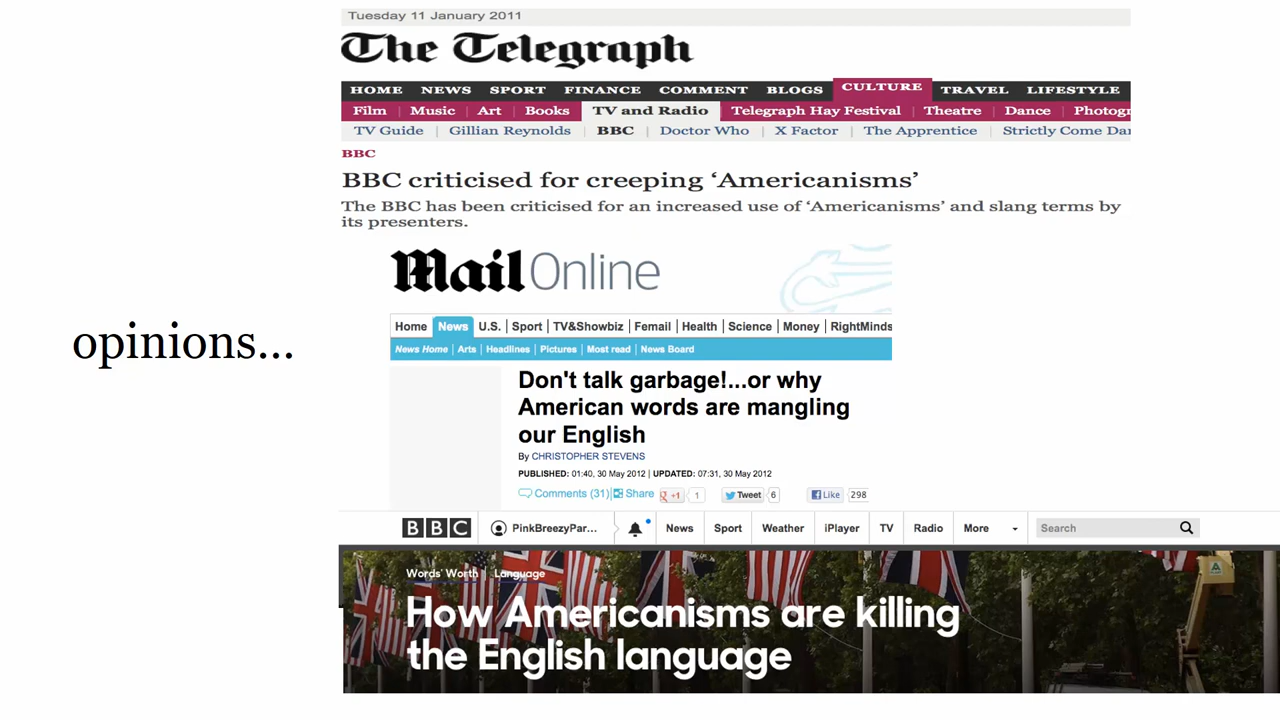 opinions...
Tuesday 11 January 2011
The Telegraph
HOME NEWS SPORT FINANCE COMMENT BLOGS CULTURE TRAVEL LIFESTYLE
Film | Music | Art | Books TV and Radio Telegraph Hay Festival | Theatre | Dance | Photogr
TV Guide | Gillian Reynolds | BBC | Doctor Who | X Factor | The Apprentice | Strictly Come Dan
BBC
BBC criticised for creeping ‘Americanisms’
The BBC has been criticised for an increased use of ‘Americanisms’ and slang terms by
its presenters.
Mail Online
Home News U.S. | Sport | TV&Showbiz | Femail | Health | Science | Money | RightMinds
News Home | Arts | Headlines | Pictures | Most read | News Board
Don't talk garbage!...or why
American words are mangling
our English
By CHRISTOPHER STEVENS
PUBLISHED: 01:40, 30 May 2012 | UPDATED: 07:31, 30 May 2012
Comments (31) Share +1 1 Tweet 6 Like 298
BBC PinkBreezyPar... News Sport Weather iPlayer TV Radio More Search
Words' Worth | Language
How Americanisms are killing
the English language